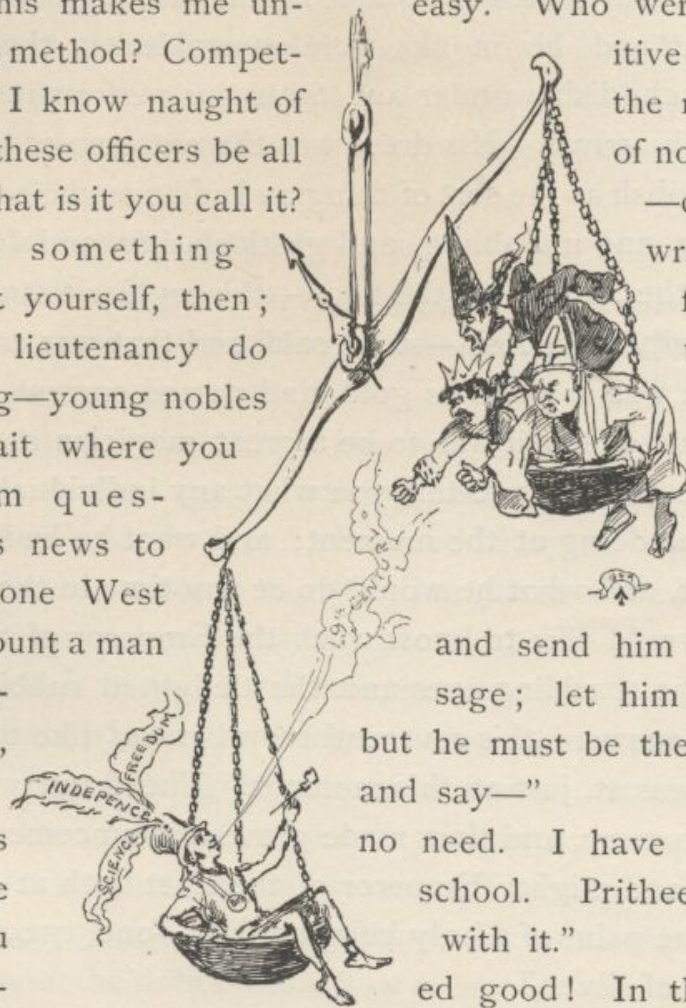 his makes me un- easy. Who wer
method? Compet- itive
I know naught of the
these officers be all of no
hat is it you call it? —
something wr
t yourself, then;
lieutenancy do
g—young nobles
ait where you
m ques-
s news to
one West
ount a man and send him
- sage; let him
, but he must be the
and say—”
s no need. I have
e school. Prithee
u with it.”
- ed good! In th
FREEDOM
INDEPENCE
SCIENCE